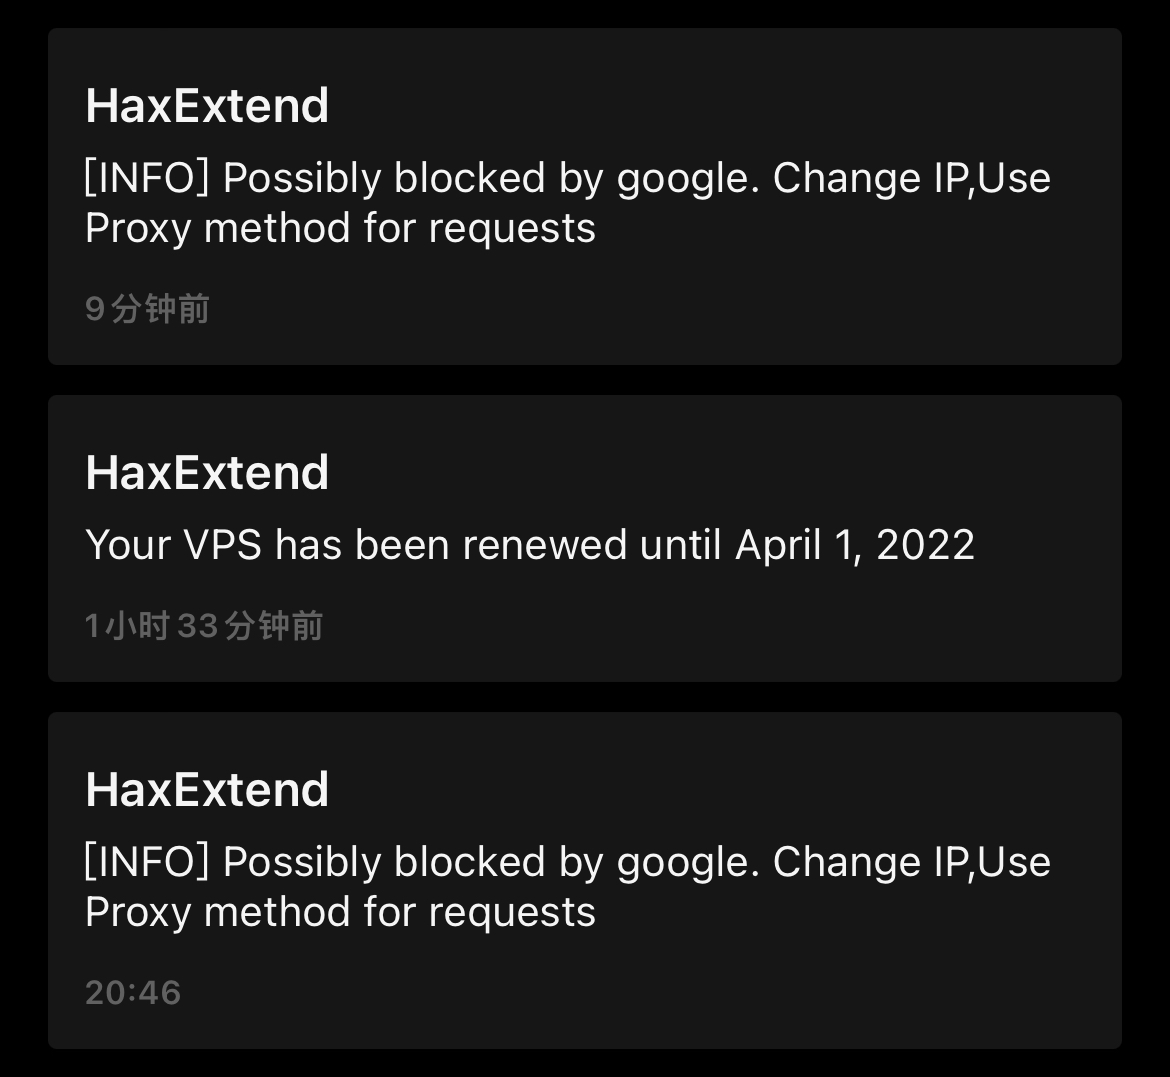 HaxExtend
[INFO] Possibly blocked by google. Change IP,Use
Proxy method for requests
9分钟前
HaxExtend
Your VPS has been renewed until April 1, 2022
1小时33分钟前
HaxExtend
[INFO] Possibly blocked by google. Change IP,Use
Proxy method for requests
20:46